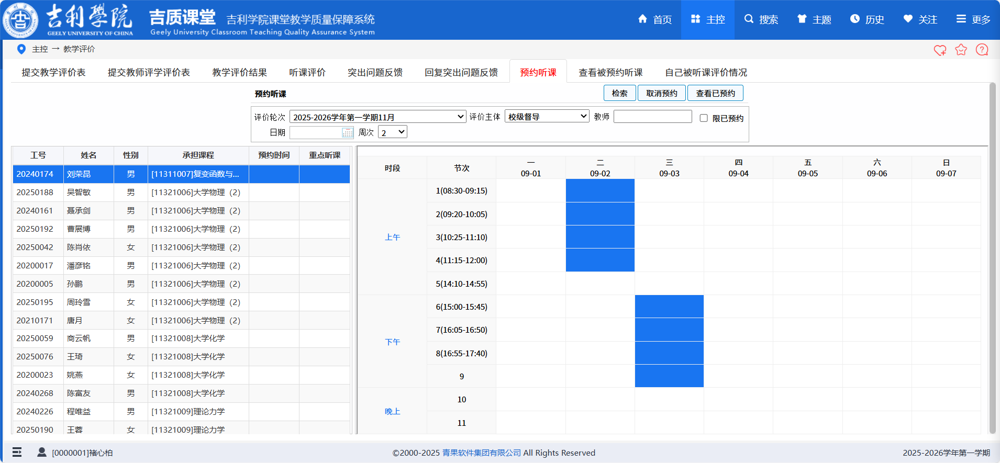 吉利學院
GEELY UNIVERSITY OF CHINA
吉质课堂 吉利学院课堂教学质量保障系统
Geely University Classroom Teaching Quality Assurance System
首页 主控 搜索 主题 历史 关注 更多
主控 → 教学评价
提交教学评价表 提交教师评学评价表 教学评价结果 听课评价 突出问题反馈 回复突出问题反馈 预约听课 查看被预约听课 自己被听课评价情况
预约听课 检索 取消预约 查看已预约
评价轮次 2025-2026学年第一学期11月 评价主体 校级督导 教师 限已预约
日期 周次 2
工号 姓名 性别 承担课程 预约时间 重点听课
20240174 刘荣昆 男 [11311007]复变函数与...
20250188 吴智敏 男 [11321006]大学物理（2）
20240161 聂承剑 男 [11321006]大学物理（2）
20250192 曹展博 男 [11321006]大学物理（2）
20250042 陈肖依 女 [11321006]大学物理（2）
20200017 潘彦铭 男 [11321006]大学物理（2）
20200005 孙鹏 男 [11321006]大学物理（2）
20250195 周玲雪 女 [11321006]大学物理（2）
20210171 唐月 女 [11321006]大学物理（2）
20250059 商云帆 男 [11321008]大学化学
20250076 王琦 女 [11321008]大学化学
20200023 姚燕 女 [11321008]大学化学
20240268 陈富友 男 [11321008]大学化学
20240226 程唯益 男 [11321009]理论力学
20250190 王蓉 女 [11321009]理论力学
时段 节次 一 二 三 四 五 六 日
09-01 09-02 09-03 09-04 09-05 09-06 09-07
1(08:30-09:15)
2(09:20-10:05)
上午 3(10:25-11:10)
4(11:15-12:00)
5(14:10-14:55)
6(15:00-15:45)
7(16:05-16:50)
下午
8(16:55-17:40)
9
10
晚上
11
[0000001]褚心柏 ©2000-2025 青果软件集团有限公司 All Rights Reserved 2025-2026学年第一学期